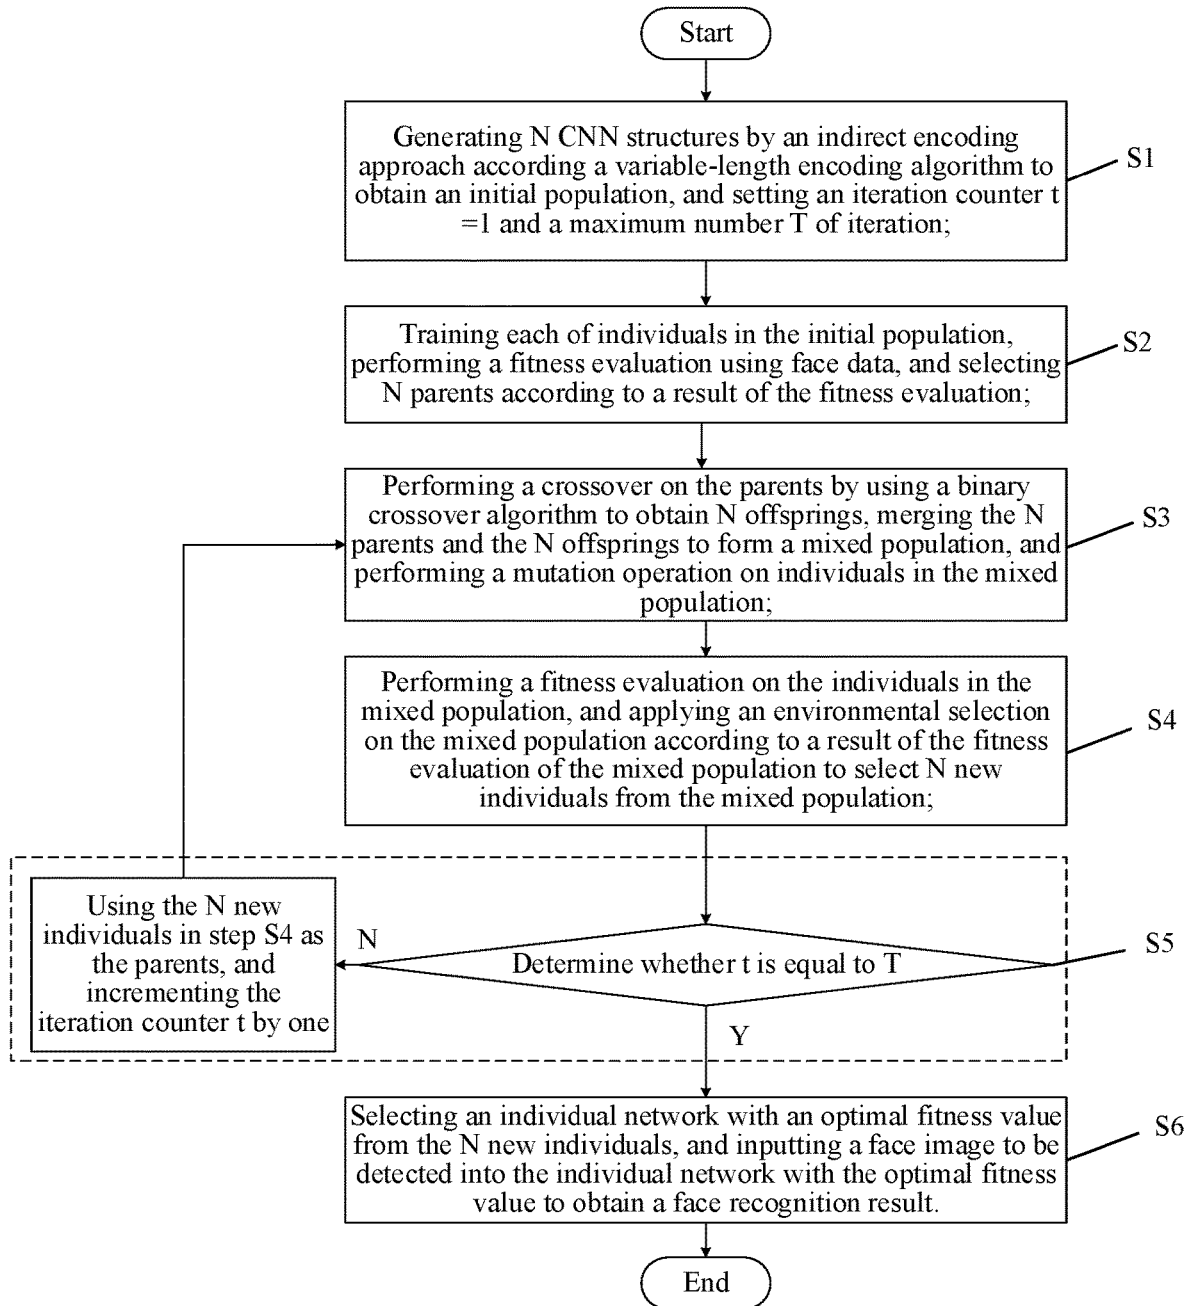 Start
Generating N CNN structures by an indirect encoding
approach according a variable-length encoding algorithm to
obtain an initial population, and setting an iteration counter t
=1 and a maximum number T of iteration;
S1
Training each of individuals in the initial population,
performing a fitness evaluation using face data, and selecting
N parents according to a result of the fitness evaluation;
S2
Performing a crossover on the parents by using a binary
crossover algorithm to obtain N offsprings, merging the N
parents and the N offsprings to form a mixed population, and
performing a mutation operation on individuals in the mixed
population;
S3
Performing a fitness evaluation on the individuals in the
mixed population, and applying an environmental selection
on the mixed population according to a result of the fitness
evaluation of the mixed population to select N new
individuals from the mixed population;
S4
Using the N new
individuals in step S4 as
the parents, and
incrementing the
iteration counter t by one
N
Determine whether t is equal to T
S5
Y
Selecting an individual network with an optimal fitness value
from the N new individuals, and inputting a face image to be
detected into the individual network with the optimal fitness
value to obtain a face recognition result.
S6
End